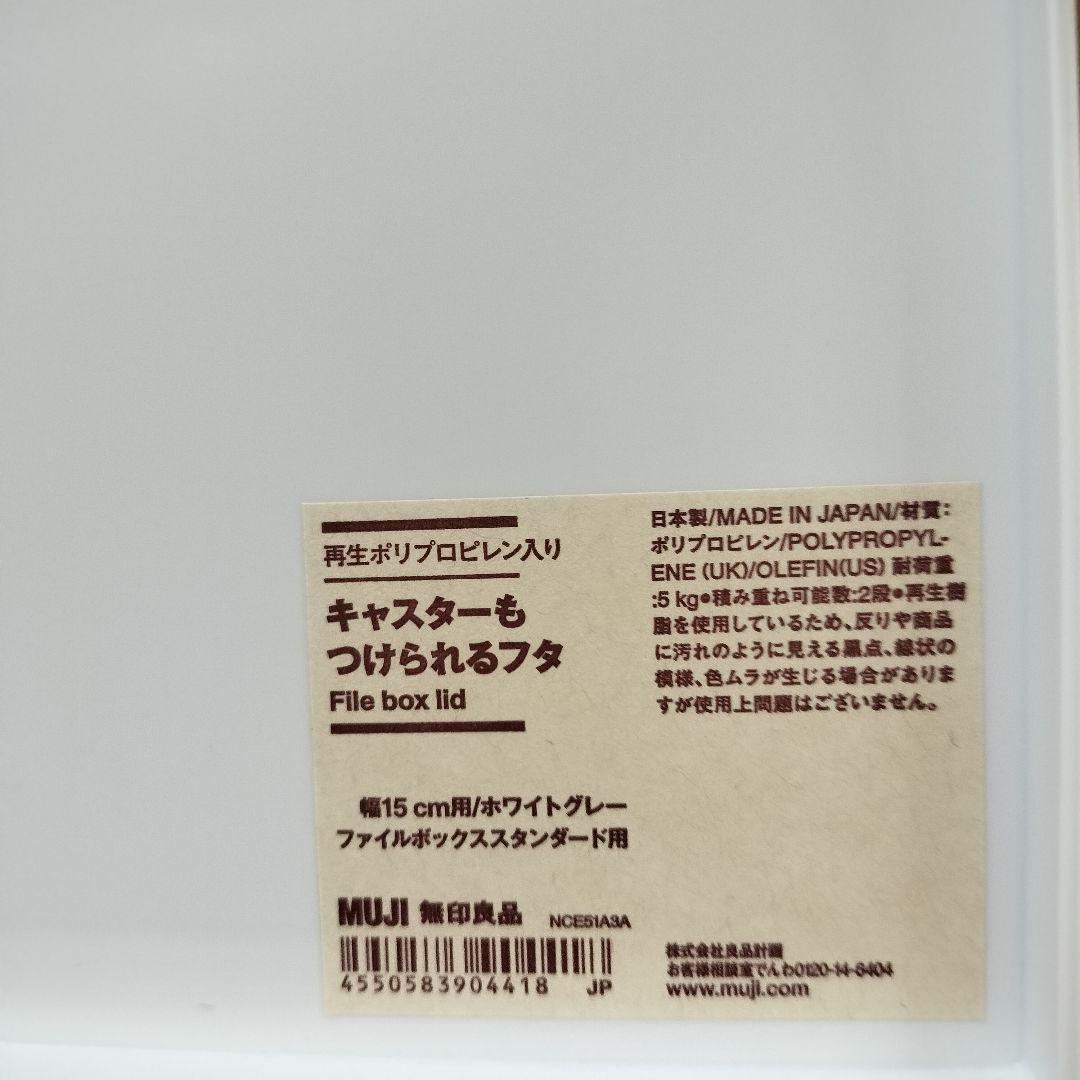 再生ポリプロピレン入り
キャスターも
つけられるフタ
File box lid
幅15 cm用/ホワイトグレー
ファイルボックススタンダード用
MUJI 無印良品 NCE51A3A
4550583904418 JP
日本製/MADE IN JAPAN/材質:
ポリプロピレン/POLYPROPYL-
ENE (UK)/OLEFIN(US) 耐荷重
:5 kg●積み重ね可能数:2段●再生樹
脂を使用しているため、反りや商品
に汚れのように見える黒点、線状の
模様、色ムラが生じる場合がありま
すが使用上問題はございません。
株式会社良品計画
お客様相談室でんわ0120-14-6404
www.muji.com